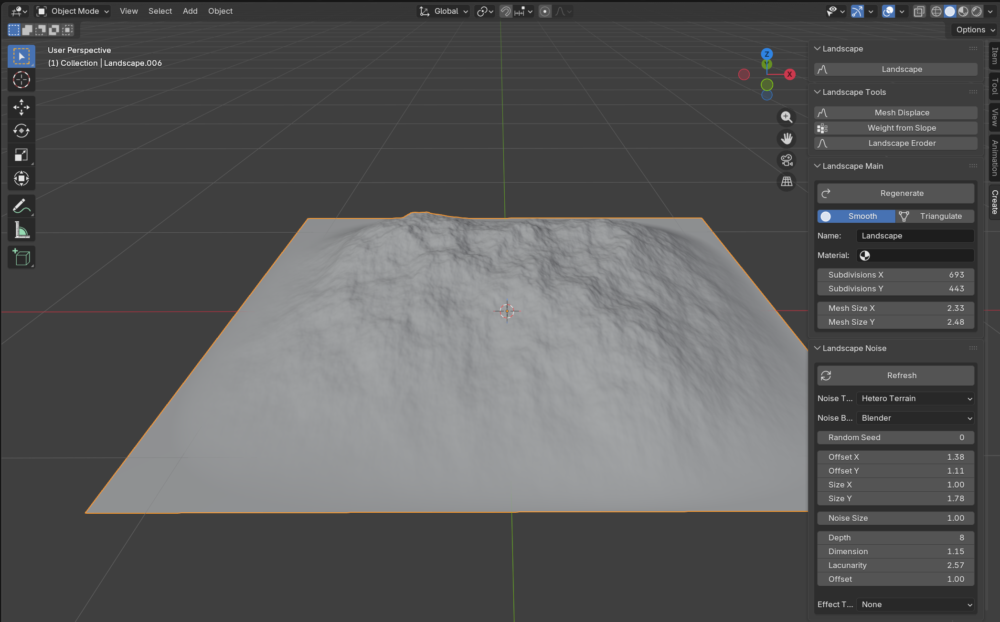 Object Mode View Select Add Object Global
Options
User Perspective
(1) Collection | Landscape.006
Z
Y
X
Landscape
Landscape
Landscape Tools
Mesh Displace
Weight from Slope
Landscape Eroder
Landscape Main
Regenerate
Smooth Triangulate
Name: Landscape
Material:
Subdivisions X 693
Subdivisions Y 443
Mesh Size X 2.33
Mesh Size Y 2.48
Landscape Noise
Refresh
Noise T... Hetero Terrain
Noise B... Blender
Random Seed 0
Offset X 1.38
Offset Y 1.11
Size X 1.00
Size Y 1.78
Noise Size 1.00
Depth 8
Dimension 1.15
Lacunarity 2.57
Offset 1.00
Effect T... None
Item
Tool
View
Animation
Create